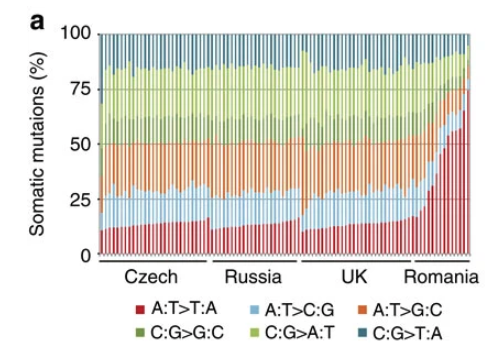 a
100
75
50
25
0
Somatic mutaions (%)
Czech Russia UK Romania
A:T>T:A A:T>C:G A:T>G:C
C:G>G:C C:G>A:T C:G>T:A